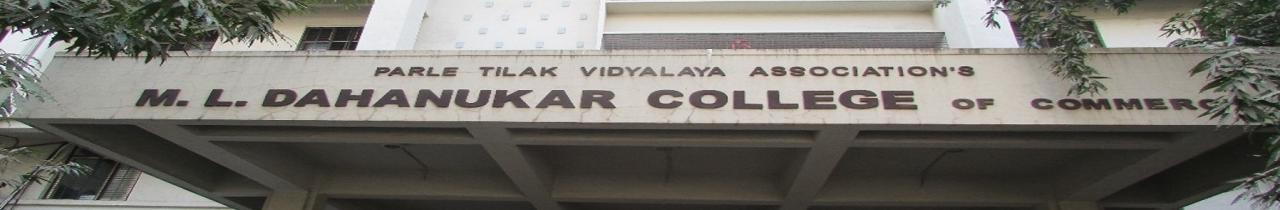 PARLE TILAK VIDYALAYA ASSOCIATION'S
M. L. DAHANUKAR COLLEGE OF COMMERC